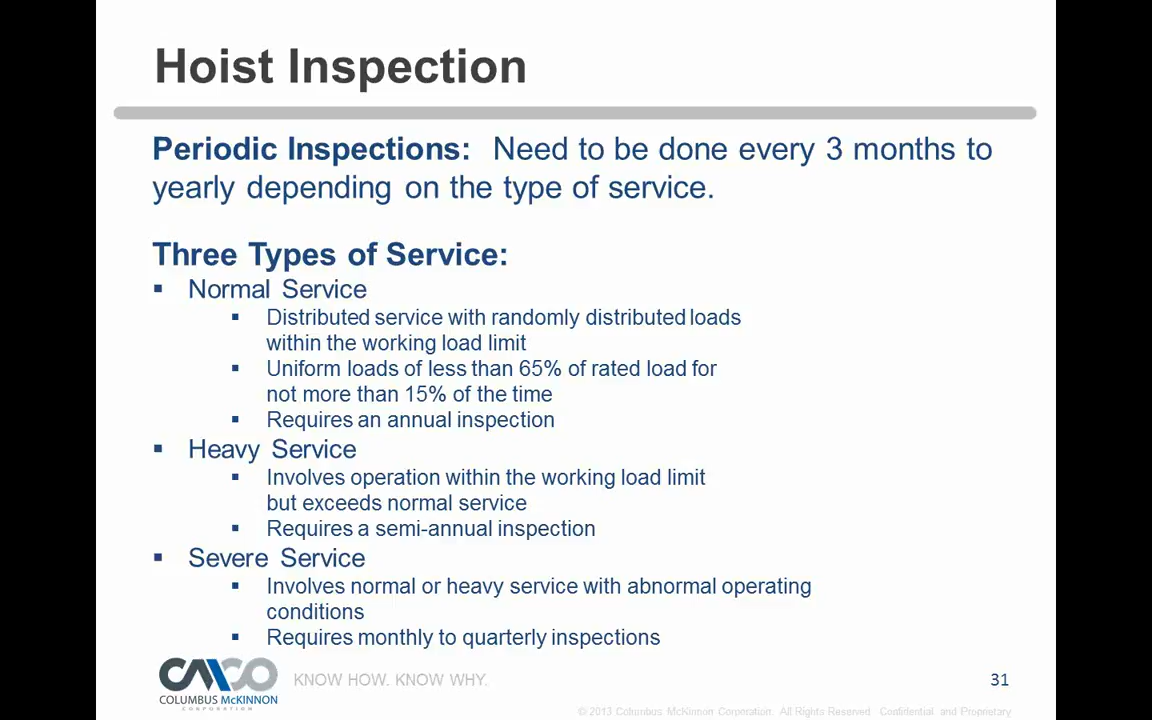 Hoist Inspection
Periodic Inspections: Need to be done every 3 months to
yearly depending on the type of service.
Three Types of Service:
▪ Normal Service
▪ Distributed service with randomly distributed loads
within the working load limit
▪ Uniform loads of less than 65% of rated load for
not more than 15% of the time
▪ Requires an annual inspection
▪ Heavy Service
▪ Involves operation within the working load limit
but exceeds normal service
▪ Requires a semi-annual inspection
▪ Severe Service
▪ Involves normal or heavy service with abnormal operating
conditions
▪ Requires monthly to quarterly inspections
CMCO
COLUMBUS McKINNON
CORPORATION
KNOW HOW. KNOW WHY.
31
© 2013 Columbus McKinnon Corporation. All Rights Reserved. Confidential and Proprietary